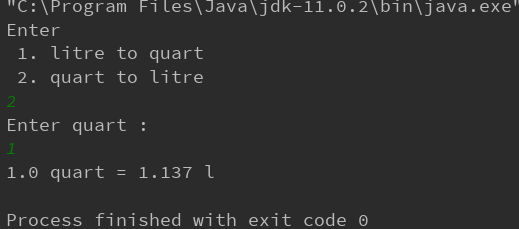 "C:\Program Files\Java\jdk-11.0.2\bin\java.exe"
Enter
1. litre to quart
2. quart to litre
2
Enter quart :
1
1.0 quart = 1.137 l
Process finished with exit code 0